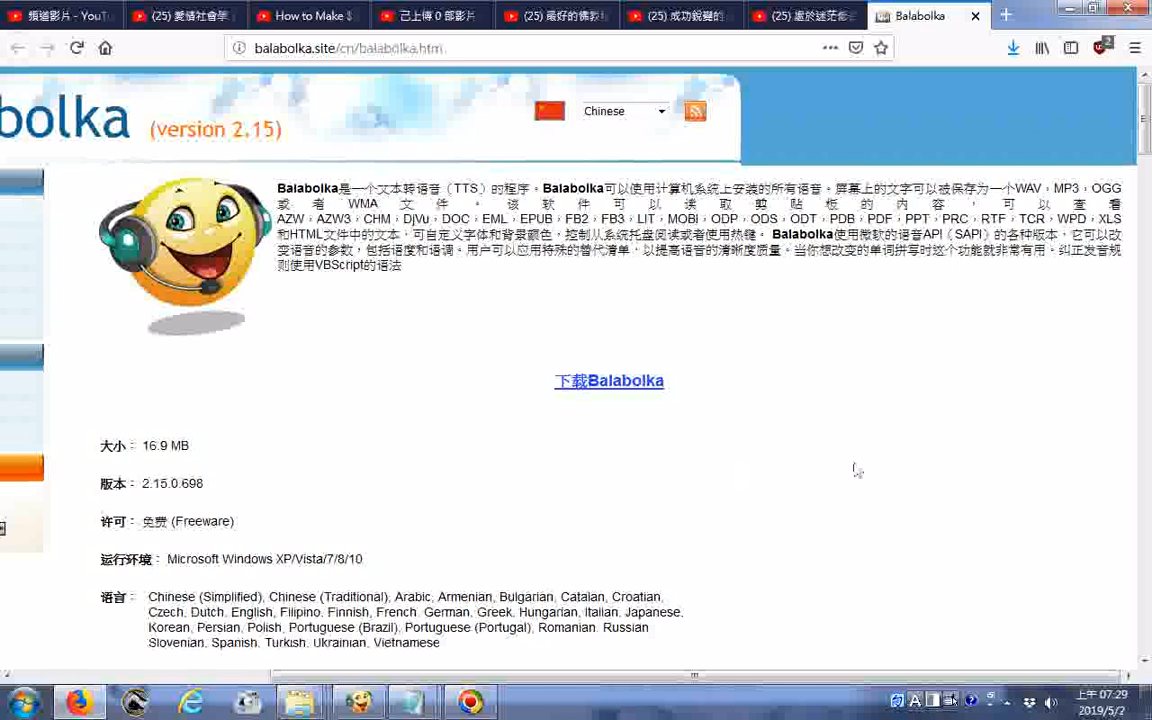 頻道影片 - YouT
(25) 愛情社會學
How to Make $
己上傳 0 部影片
(25) 最好的佛教
(25) 成功銳變的
(25) 處於迷茫都
Balabolka
balabolka.site/cn/balabolka.htm
2
bolka (version 2.15)
Chinese
Balabolka是一个文本转语音（TTS）的程序。Balabolka可以使用计算机系统上安装的所有语音。屏幕上的文字可以被保存为一个WAV，MP3，OGG
或者WMA文件。该软件可以读取剪贴板的内容，可以查看
AZW，AZW3，CHM，DjVu，DOC，EML，EPUB，FB2，FB3，LIT，MOBI，ODP，ODS，ODT，PDB，PDF，PPT，PRC，RTF，TCR，WPD，XLS
和HTML文件中的文本，可自定义字体和背景颜色，控制从系统托盘阅读或者使用热键。 Balabolka使用微软的语音API（SAPI）的各种版本，它可以改
变语音的参数，包括语度和语调。用户可以应用特殊的替代清单，以提高语音的清晰度质量。当你想改变的单词拼写时这个功能就非常有用。纠正发音规
则使用VBScript的语法
下载Balabolka
大小： 16.9 MB
版本： 2.15.0.698
许可： 免费 (Freeware)
运行环境： Microsoft Windows XP/Vista/7/8/10
语言： Chinese (Simplified), Chinese (Traditional), Arabic, Armenian, Bulgarian, Catalan, Croatian,
Czech, Dutch, English, Filipino, Finnish, French, German, Greek, Hungarian, Italian, Japanese,
Korean, Persian, Polish, Portuguese (Brazil), Portuguese (Portugal), Romanian, Russian
Slovenian, Spanish, Turkish, Ukrainian, Vietnamese
上午 07:29
2019/5/2